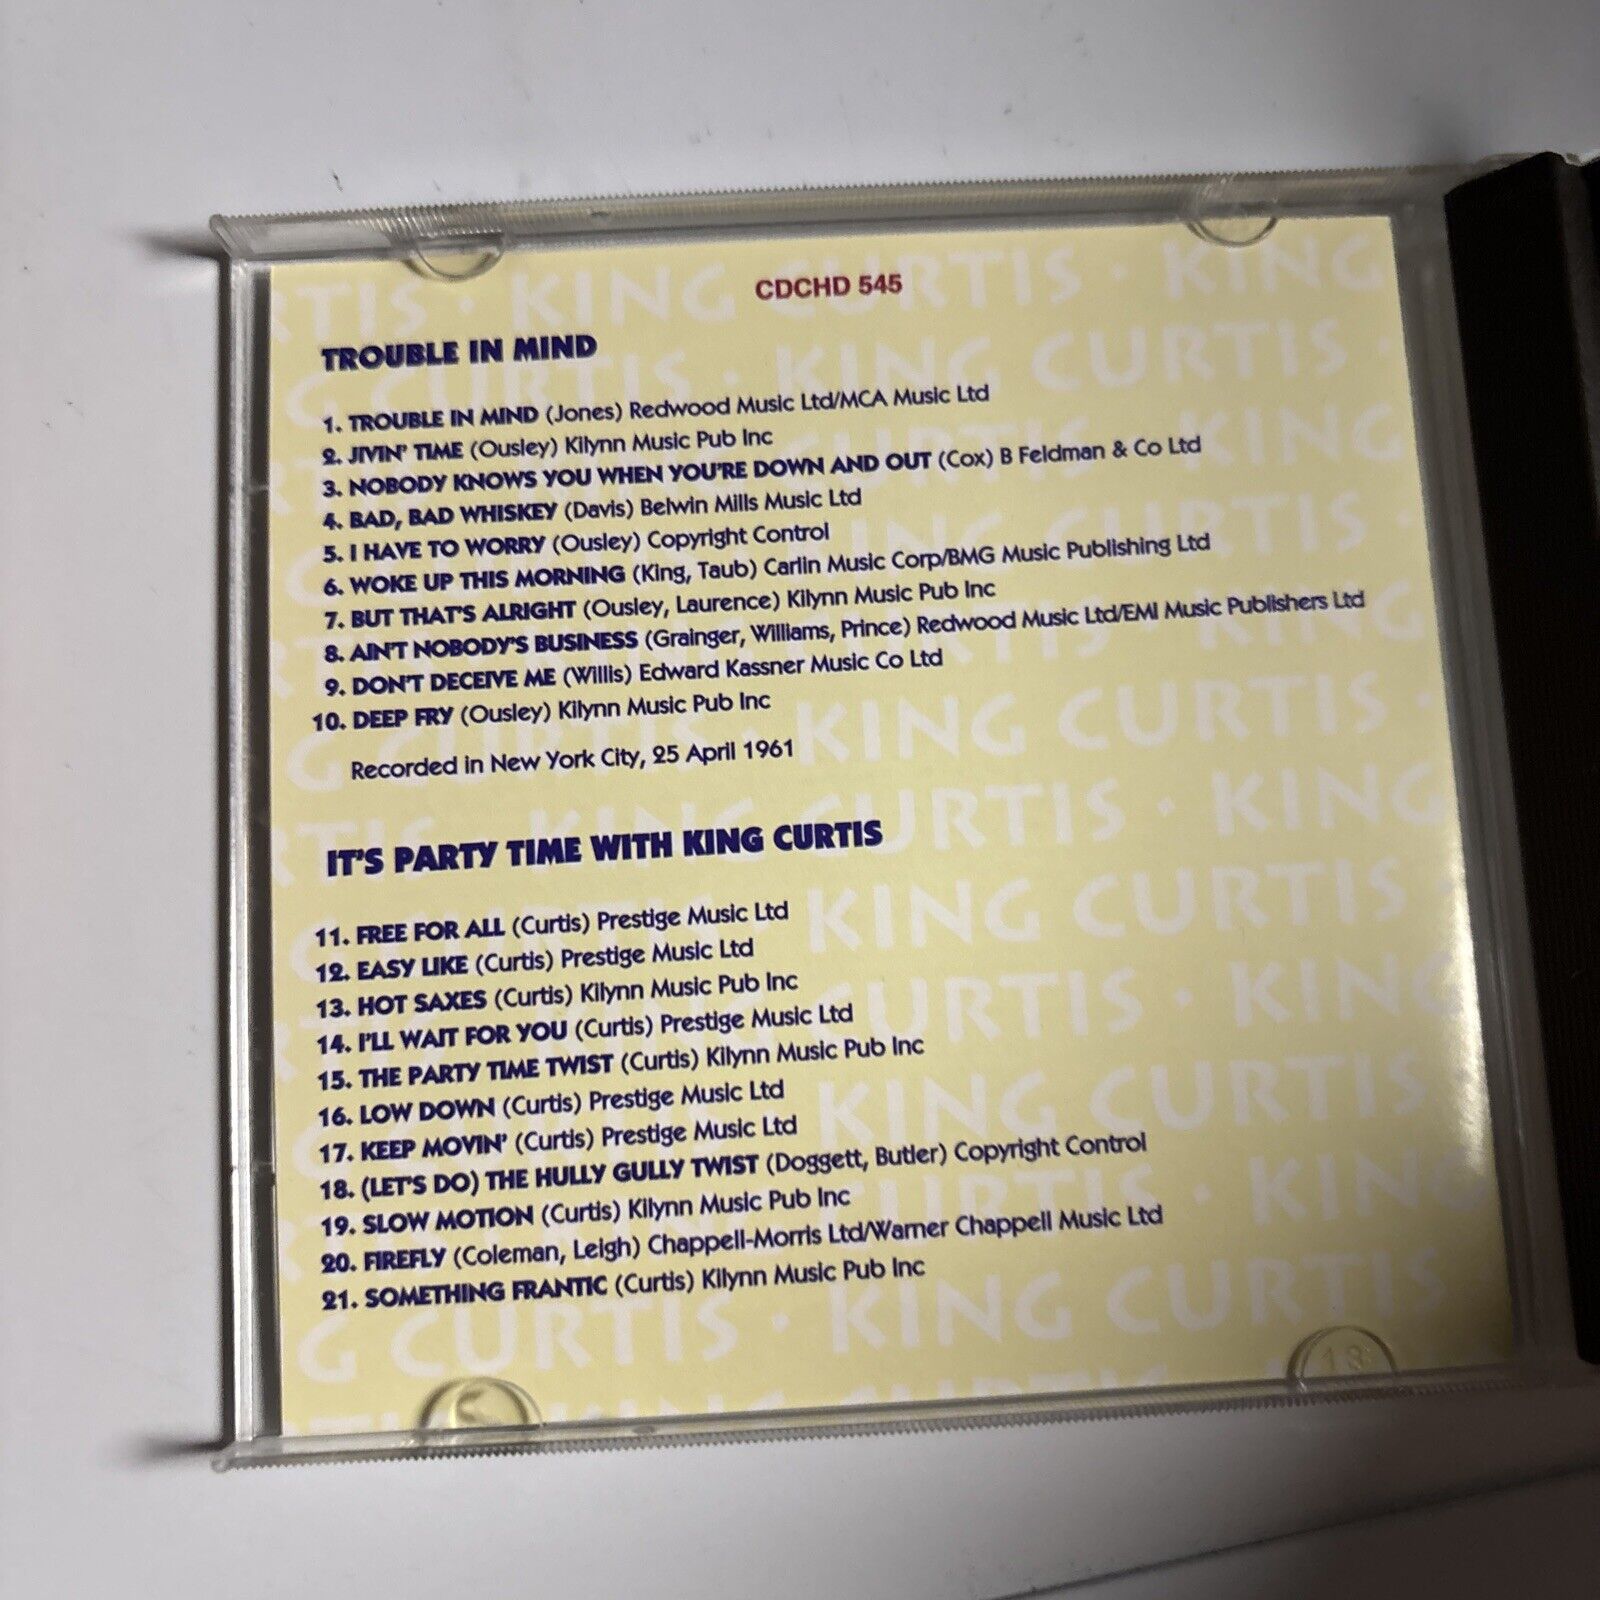 CDCHD 545
TROUBLE IN MIND
1. TROUBLE IN MIND (Jones) Redwood Music Ltd/MCA Music Ltd
2. JIVIN' TIME (Ousley) Kilynn Music Pub Inc
3. NOBODY KNOWS YOU WHEN YOU'RE DOWN AND OUT (Cox) B Feldman & Co Ltd
4. BAD, BAD WHISKEY (Davis) Belwin Mills Music Ltd
5. I HAVE TO WORRY (Ousley) Copyright Control
6. WOKE UP THIS MORNING (King, Taub) Carlin Music Corp/BMG Music Publishing Ltd
7. BUT THAT'S ALRIGHT (Ousley, Laurence) Kilynn Music Pub Inc
8. AIN'T NOBODY'S BUSINESS (Grainger, Williams, Prince) Redwood Music Ltd/EMI Music Publishers Ltd
9. DON'T DECEIVE ME (Willis) Edward Kassner Music Co Ltd
10. DEEP FRY (Ousley) Kilynn Music Pub Inc
Recorded in New York City, 25 April 1961
IT'S PARTY TIME WITH KING CURTIS
11. FREE FOR ALL (Curtis) Prestige Music Ltd
12. EASY LIKE (Curtis) Prestige Music Ltd
13. HOT SAXES (Curtis) Kilynn Music Pub Inc
14. I'LL WAIT FOR YOU (Curtis) Prestige Music Ltd
15. THE PARTY TIME TWIST (Curtis) Kilynn Music Pub Inc
16. LOW DOWN (Curtis) Prestige Music Ltd
17. KEEP MOVIN' (Curtis) Prestige Music Ltd
18. (LET'S DO) THE HULLY GULLY TWIST (Doggett, Butler) Copyright Control
19. SLOW MOTION (Curtis) Kilynn Music Pub Inc
20. FIREFLY (Coleman, Leigh) Chappell-Morris Ltd/Warner Chappell Music Ltd
21. SOMETHING FRANTIC (Curtis) Kilynn Music Pub Inc